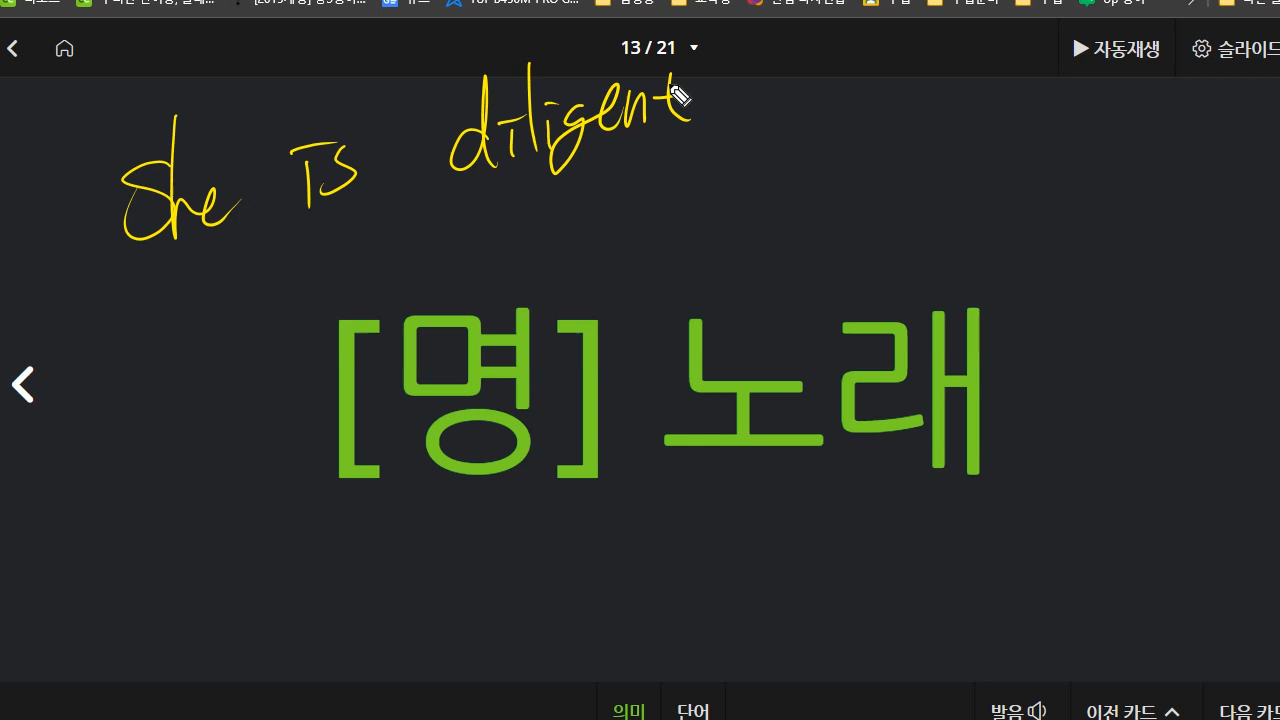 13 / 21
자동재생
슬라이드
She is diligent
[명] 노래
의미 단어 발음 이전 카드 다음 카드